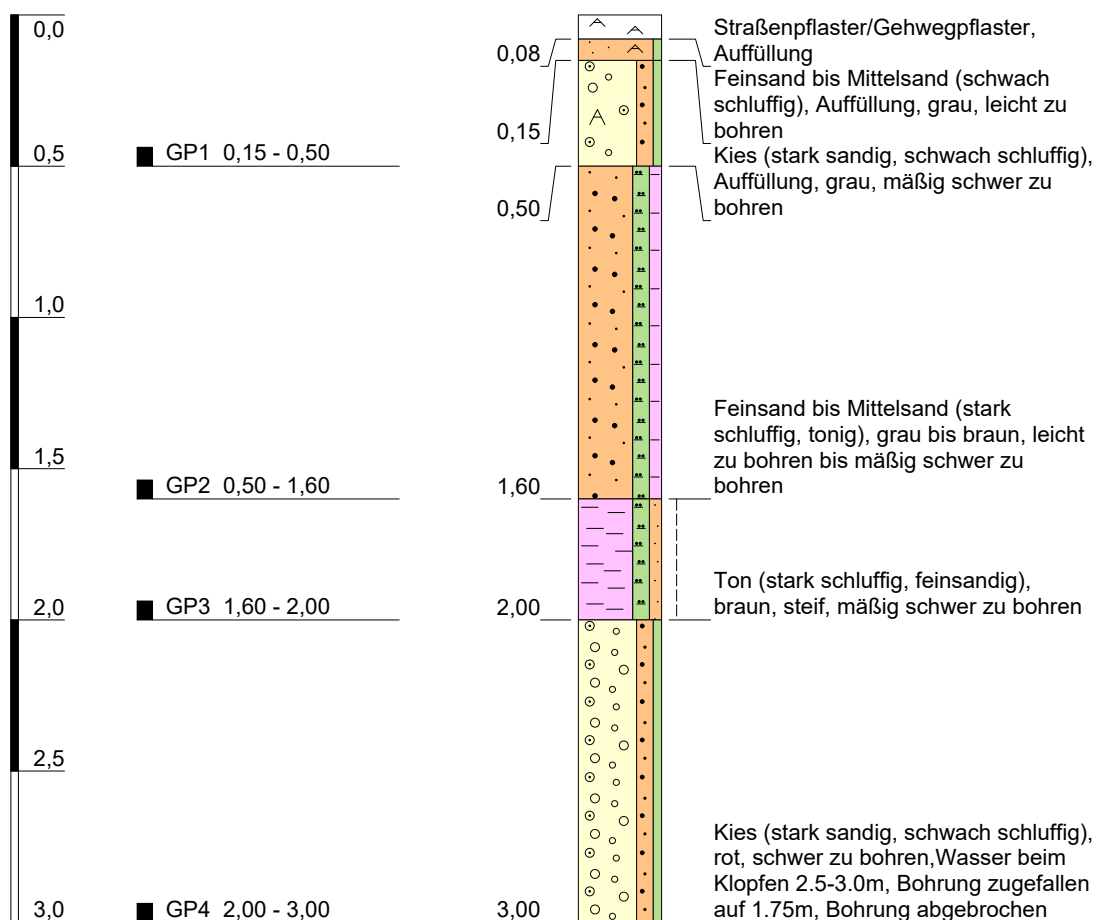 0,0
0,08
Straßenpflaster/Gehwegpflaster,
Auffüllung
Feinsand bis Mittelsand (schwach
schluffig), Auffüllung, grau, leicht zu
bohren
0,15
0,5
GP1 0,15 - 0,50
Kies (stark sandig, schwach schluffig),
Auffüllung, grau, mäßig schwer zu
bohren
0,50
1,0
Feinsand bis Mittelsand (stark
schluffig, tonig), grau bis braun, leicht
zu bohren bis mäßig schwer zu
bohren
1,5
GP2 0,50 - 1,60
1,60
Ton (stark schluffig, feinsandig),
braun, steif, mäßig schwer zu bohren
2,0
GP3 1,60 - 2,00
2,00
2,5
Kies (stark sandig, schwach schluffig),
rot, schwer zu bohren,Wasser beim
Klopfen 2.5-3.0m, Bohrung zugefallen
auf 1.75m, Bohrung abgebrochen
3,0
GP4 2,00 - 3,00
3,00